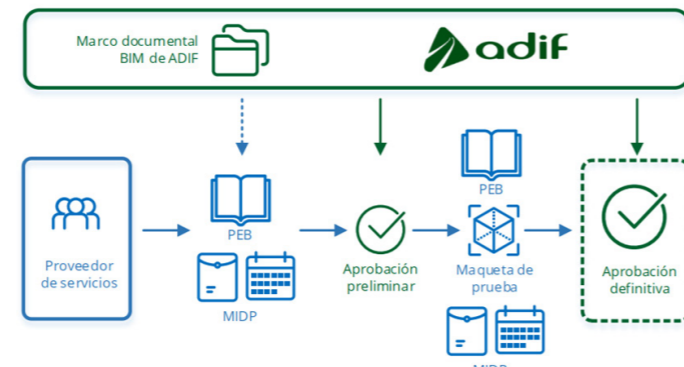 Marco documental
BIM de ADIF
adif
PEB
PEB
Proveedor
de servicios
MIDP
Aprobación
preliminar
Maqueta de
prueba
Aprobación
definitiva
MIDP